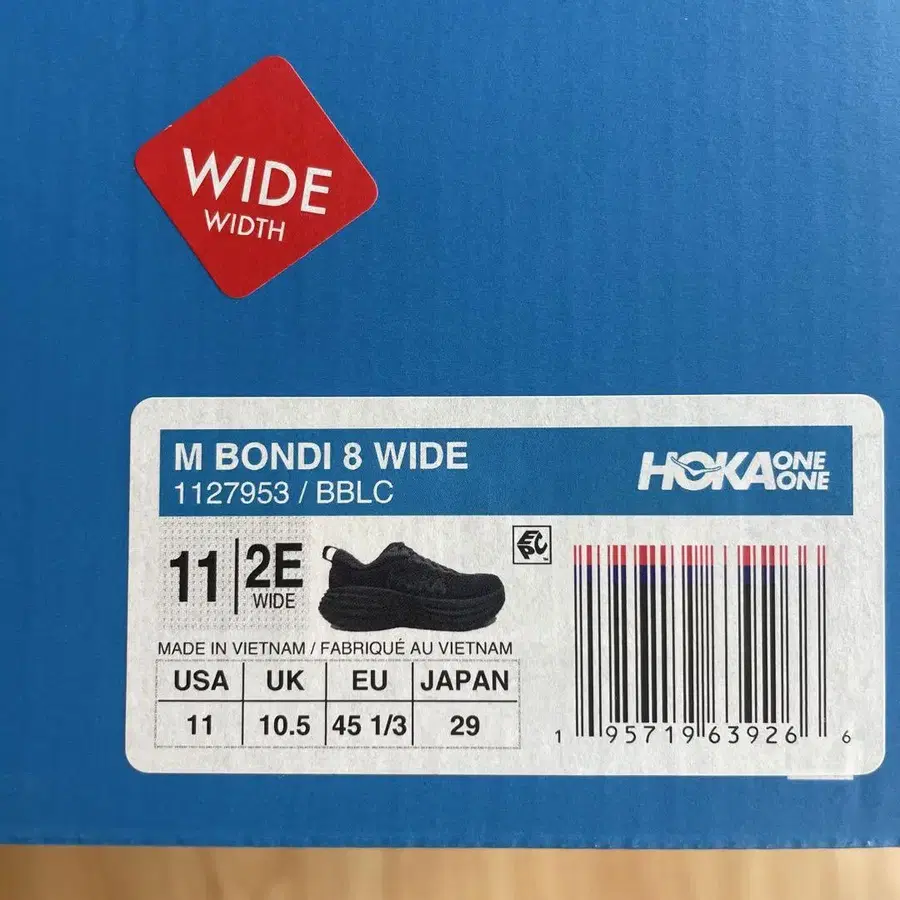 WIDE
WIDTH
M BONDI 8 WIDE
1127953 / BBLC
HOKA ONE ONE
11 2E
WIDE
EPC
MADE IN VIETNAM / FABRIQUÉ AU VIETNAM
USA UK EU JAPAN
11 10.5 45 1/3 29
1 95719 63926 6